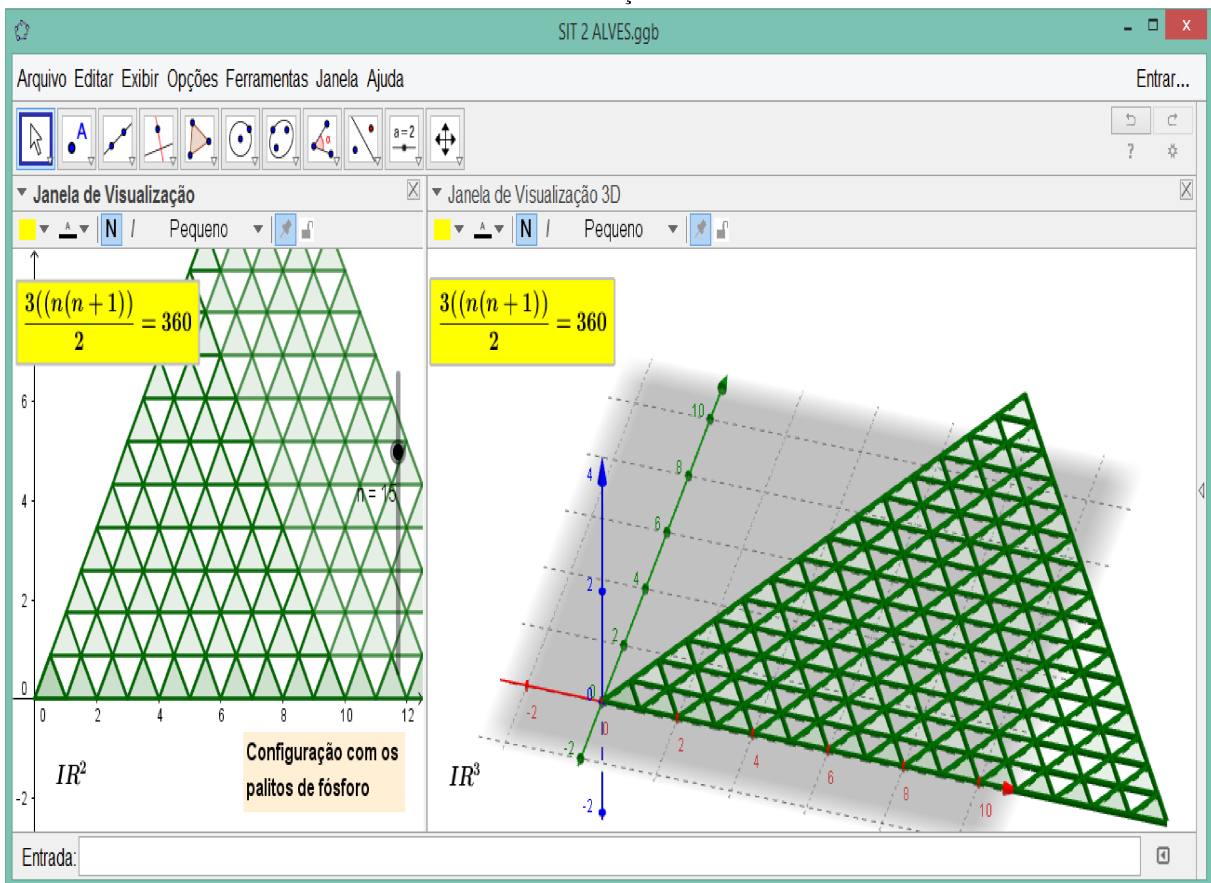 SIT 2 ALVES.ggb
Arquivo Editar Exibir Opções Ferramentas Janela Ajuda
Entrar...
A
α
a=2
?
Janela de Visualização
Janela de Visualização 3D
A N I Pequeno
A N I Pequeno
3((n(n + 1))
2
= 360
3((n(n + 1))
2
= 360
6
4
2
0
-2
0 2 4 6 8 10 12
n = 15
IR²
Configuração com os
palitos de fósforo
10
8
6
4
2
0
-2
4
2
0
-2
-2
0
2
4
6
8
10
IR³
Entrada: